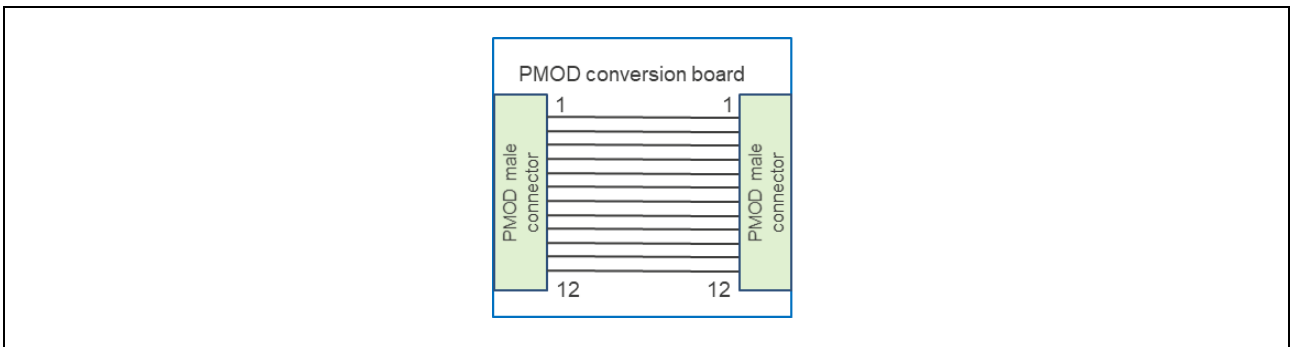 PMOD conversion board
1
1
PMOD male
connector
PMOD male
connector
12
12